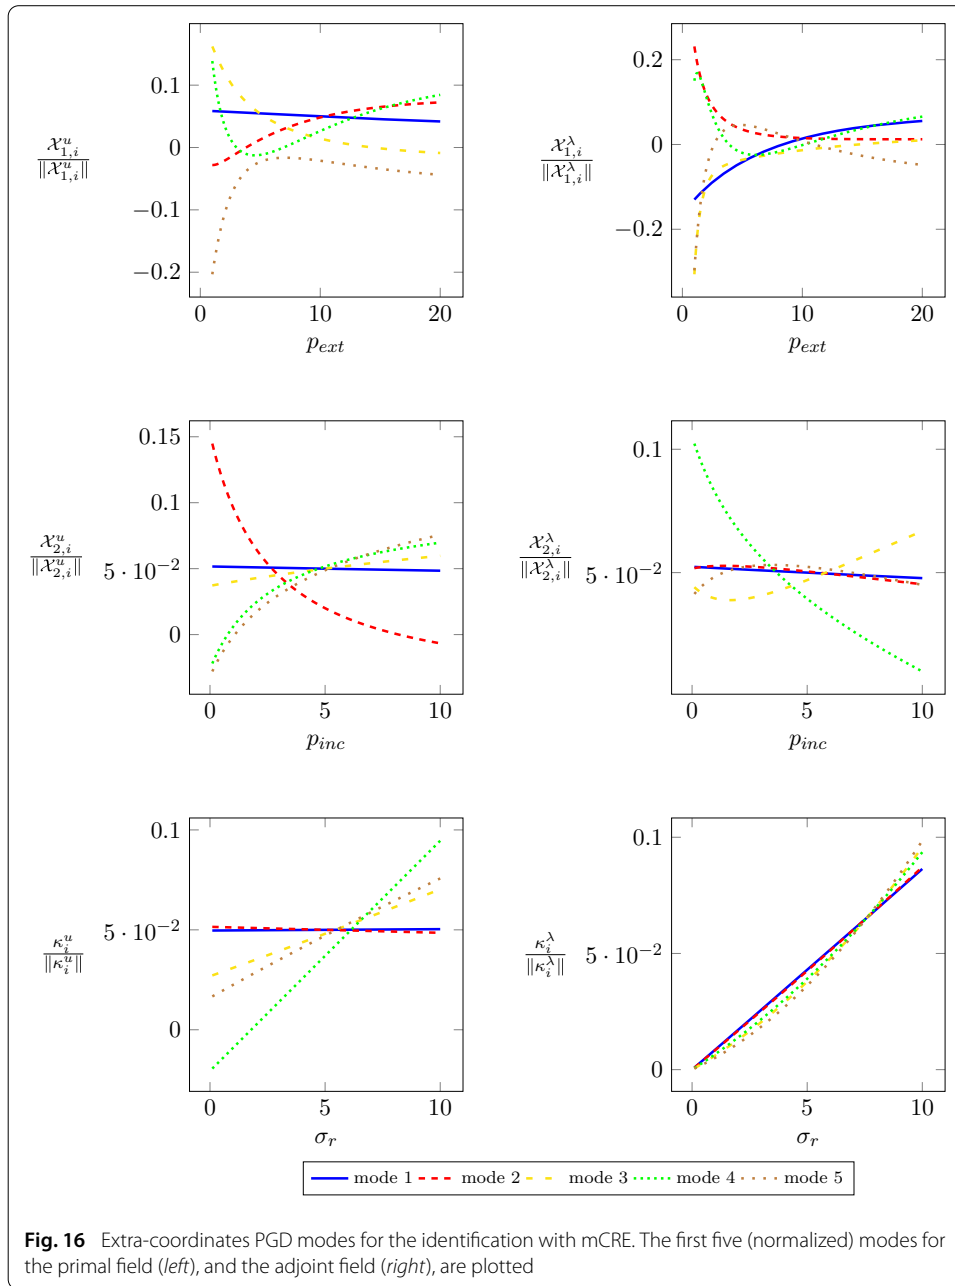 0.1
0
−0.1
−0.2
0 10 20
p_ext
𝒳^u_{1,i} / ‖𝒳^u_{1,i}‖
0.2
0
−0.2
0 10 20
p_ext
𝒳^λ_{1,i} / ‖𝒳^λ_{1,i}‖
0.15
0.1
5 · 10^−2
0
0 5 10
p_inc
𝒳^u_{2,i} / ‖𝒳^u_{2,i}‖
0.1
5 · 10^−2
0 5 10
p_inc
𝒳^λ_{2,i} / ‖𝒳^λ_{2,i}‖
0.1
5 · 10^−2
0
0 5 10
σ_r
κ^u_i / ‖κ^u_i‖
0.1
5 · 10^−2
0
0 5 10
σ_r
κ^λ_i / ‖κ^λ_i‖
mode 1 mode 2 mode 3 mode 4 mode 5
Fig. 16 Extra-coordinates PGD modes for the identification with mCRE. The first five (normalized) modes for
the primal field (left), and the adjoint field (right), are plotted